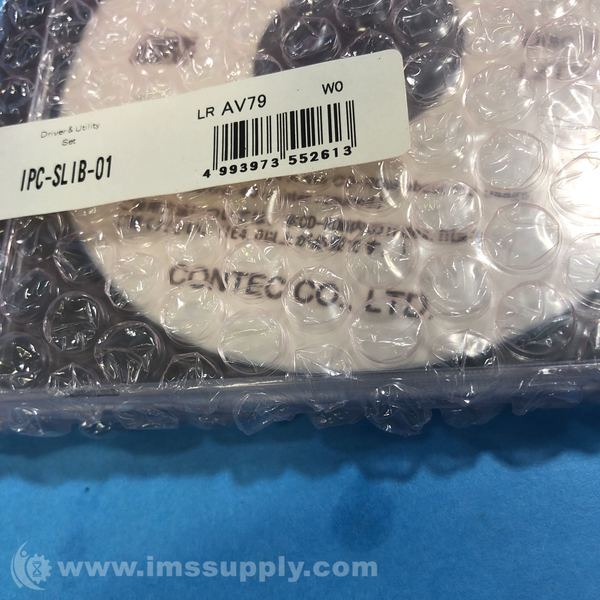 LR AV79
W0
Driver & Utility
Set
IPC-SLIB-01
4 993973 552613
CONTEC CO., LTD.
www.imssupply.com